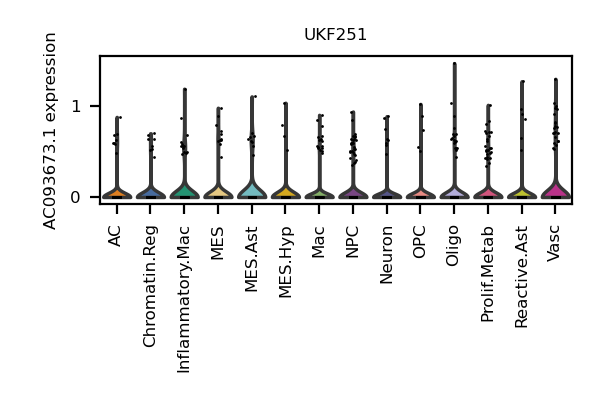 UKF251
AC093673.1 expression
1
0
AC
Chromatin.Reg
Inflammatory.Mac
MES
MES.Ast
MES.Hyp
Mac
NPC
Neuron
OPC
Oligo
Prolif.Metab
Reactive.Ast
Vasc